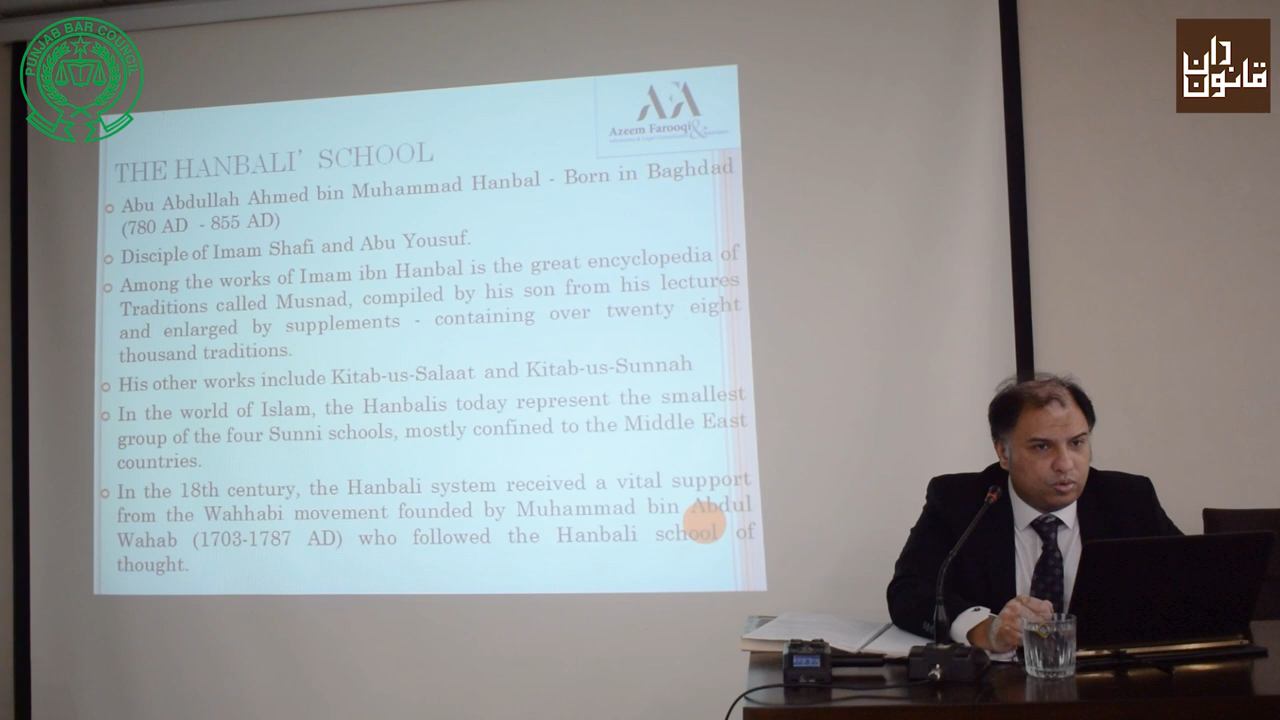 PUNJAB BAR COUNCIL
قانون دان
AFA
Azeem Farooqi &
THE HANBALI' SCHOOL
Abu Abdullah Ahmed bin Muhammad Hanbal - Born in Baghdad
(780 AD - 855 AD)
Disciple of Imam Shafi and Abu Yousuf.
Among the works of Imam ibn Hanbal is the great encyclopedia of
Traditions called Musnad, compiled by his son from his lectures
and enlarged by supplements - containing over twenty eight
thousand traditions.
His other works include Kitab-us-Salaat and Kitab-us-Sunnah
In the world of Islam, the Hanbalis today represent the smallest
group of the four Sunni schools, mostly confined to the Middle East
countries.
In the 18th century, the Hanbali system received a vital support
from the Wahhabi movement founded by Muhammad bin Abdul
Wahab (1703-1787 AD) who followed the Hanbali school of
thought.